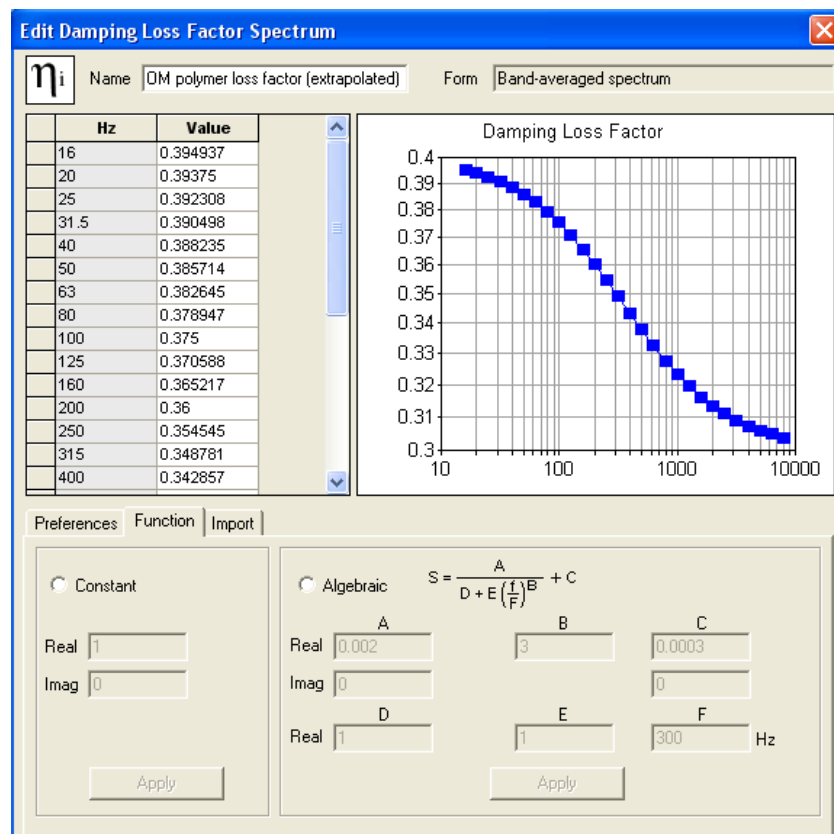 Edit Damping Loss Factor Spectrum
ηi Name OM polymer loss factor (extrapolated) Form Band-averaged spectrum
Hz Value
16 0.394937
20 0.39375
25 0.392308
31.5 0.390498
40 0.388235
50 0.385714
63 0.382645
80 0.378947
100 0.375
125 0.370588
160 0.365217
200 0.36
250 0.354545
315 0.348781
400 0.342857
Damping Loss Factor
0.4
0.39
0.38
0.37
0.36
0.35
0.34
0.33
0.32
0.31
0.3
10 100 1000 10000
Preferences Function Import
Constant
Real 1
Imag 0
Apply
Algebraic S = A / (D + E (f/F)^B) + C
A B C
Real 0.002 3 0.0003
Imag 0 0
D E F
Real 1 1 300 Hz
Apply